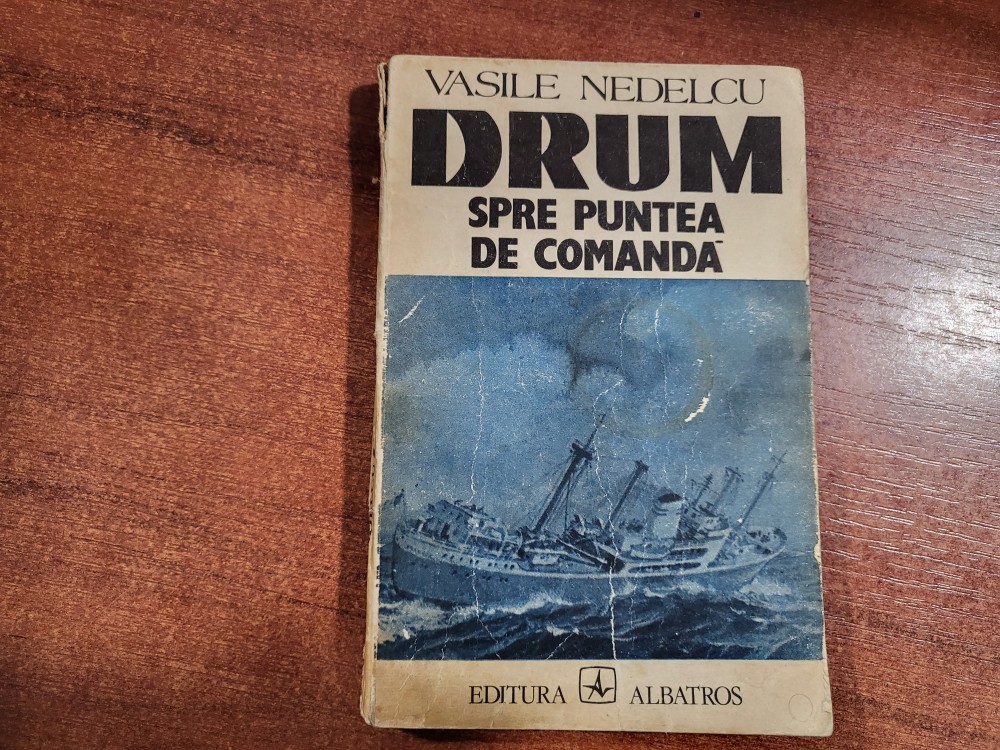 VASILE NEDELCU
DRUM
SPRE PUNTEA
DE COMANDĂ
EDITURA ALBATROS